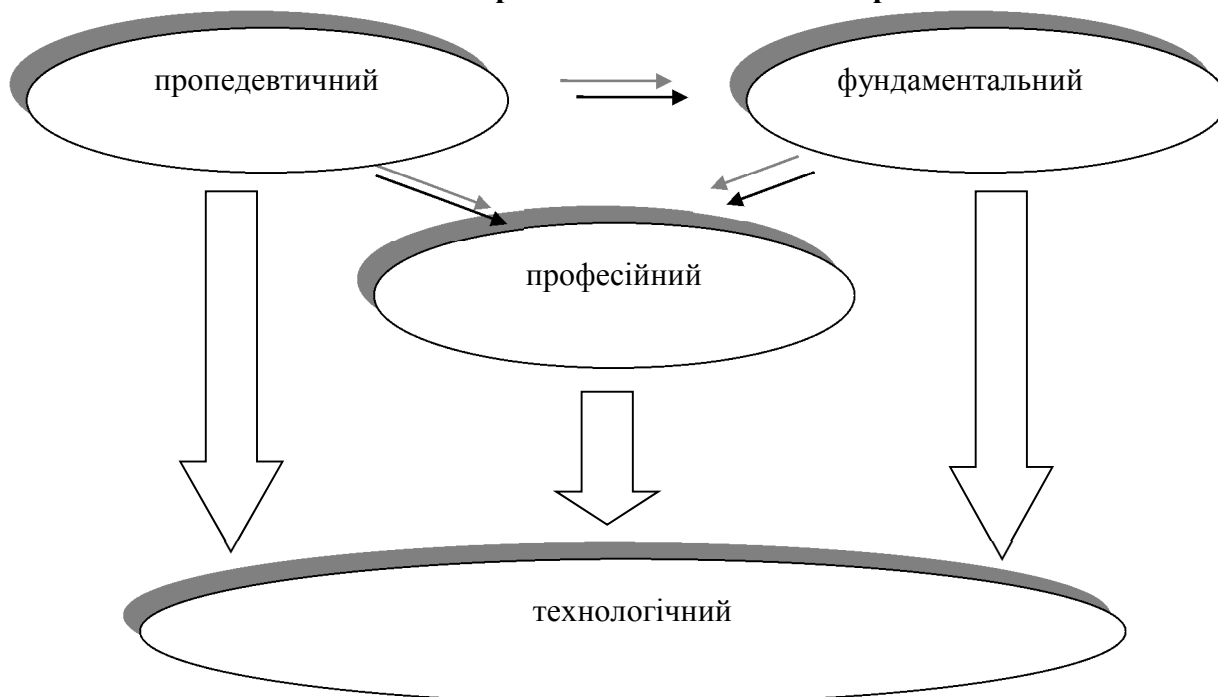 пропедевтичний
фундаментальний
професійний
технологічний